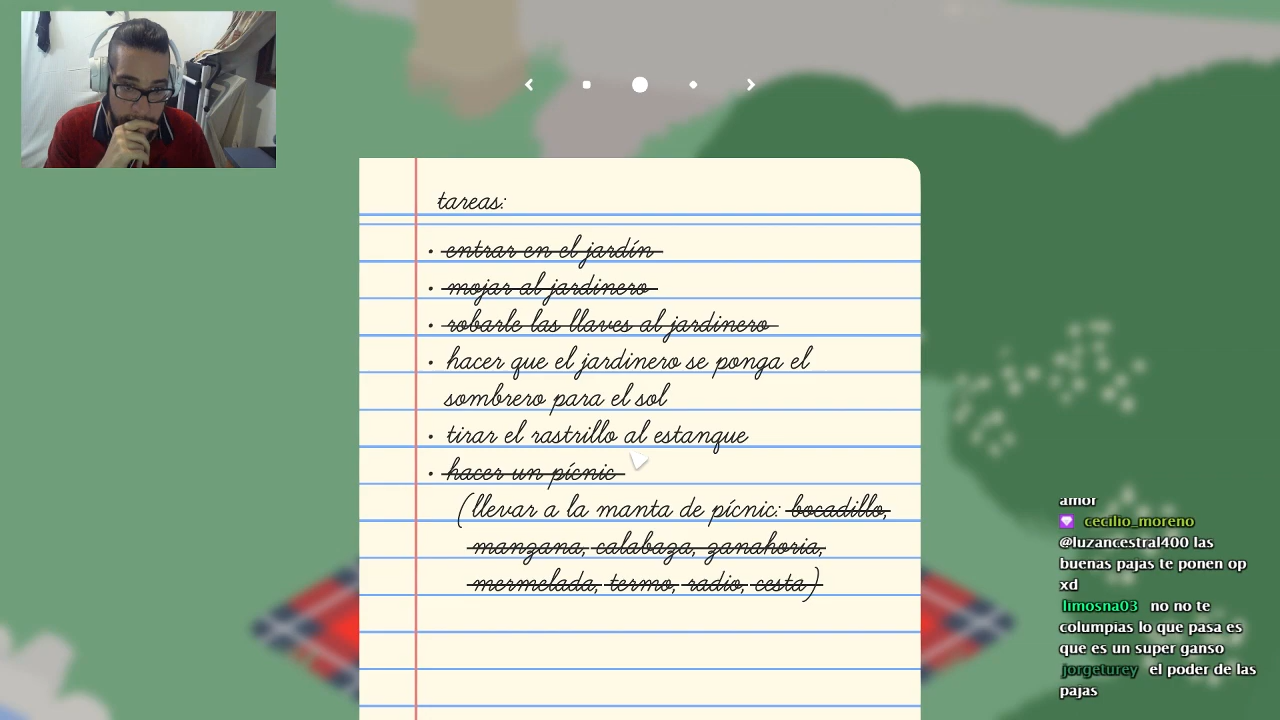 tareas:
• entrar en el jardín
• mojar al jardinero
• robarle las llaves al jardinero
• hacer que el jardinero se ponga el
sombrero para el sol
• tirar el rastrillo al estanque
• hacer un pícnic
(llevar a la manta de pícnic: bocadillo,
manzana, calabaza, zanahoria,
mermelada, termo, radio, cesta)
amor
cecilio_moreno
@luzancestral400 las
buenas pajas te ponen op
xd
limosna03 no no te
columpias lo que pasa es
que es un super ganso
jorgeturey el poder de las
pajas